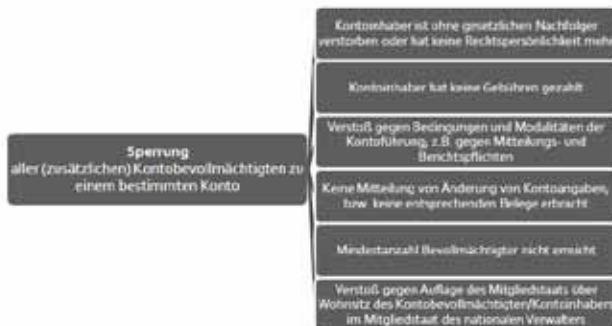 Sperrung
aller (zusätzlichen) Kontobevollmächtigten zu
einem bestimmten Konto
Kontoinhaber ist ohne gesetzlichen Nachfolger
verstorben oder hat keine Rechtspersönlichkeit mehr
Kontoinhaber hat keine Gebühren gezahlt
Verstoß gegen Bedingungen und Modalitäten der
Kontoführung, z.B. gegen Mitteilungs- und
Berichtspflichten
Keine Mitteilung von Änderung von Kontoangaben,
bzw. keine entsprechenden Belege erbracht
Mindestanzahl Bevollmächtigter nicht erreicht
Verstoß gegen Auflage des Mitgliedstaats über
Wohnsitz des Kontobevollmächtigten/Kontoinhabers
im Mitgliedstaat des nationalen Verwalters